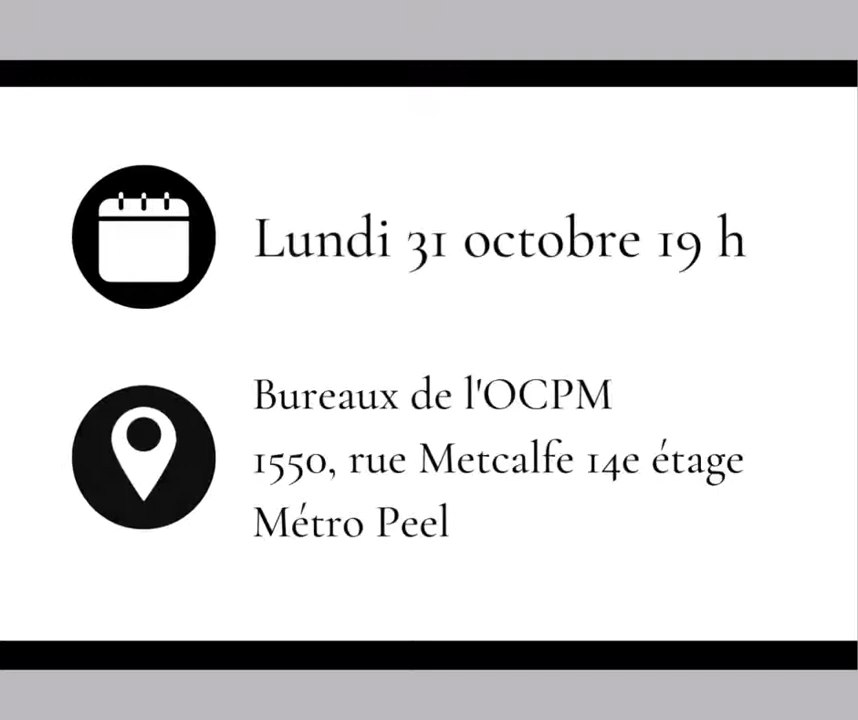 Lundi 31 octobre 19 h
Bureaux de l'OCPM
1550, rue Metcalfe 14e étage
Métro Peel